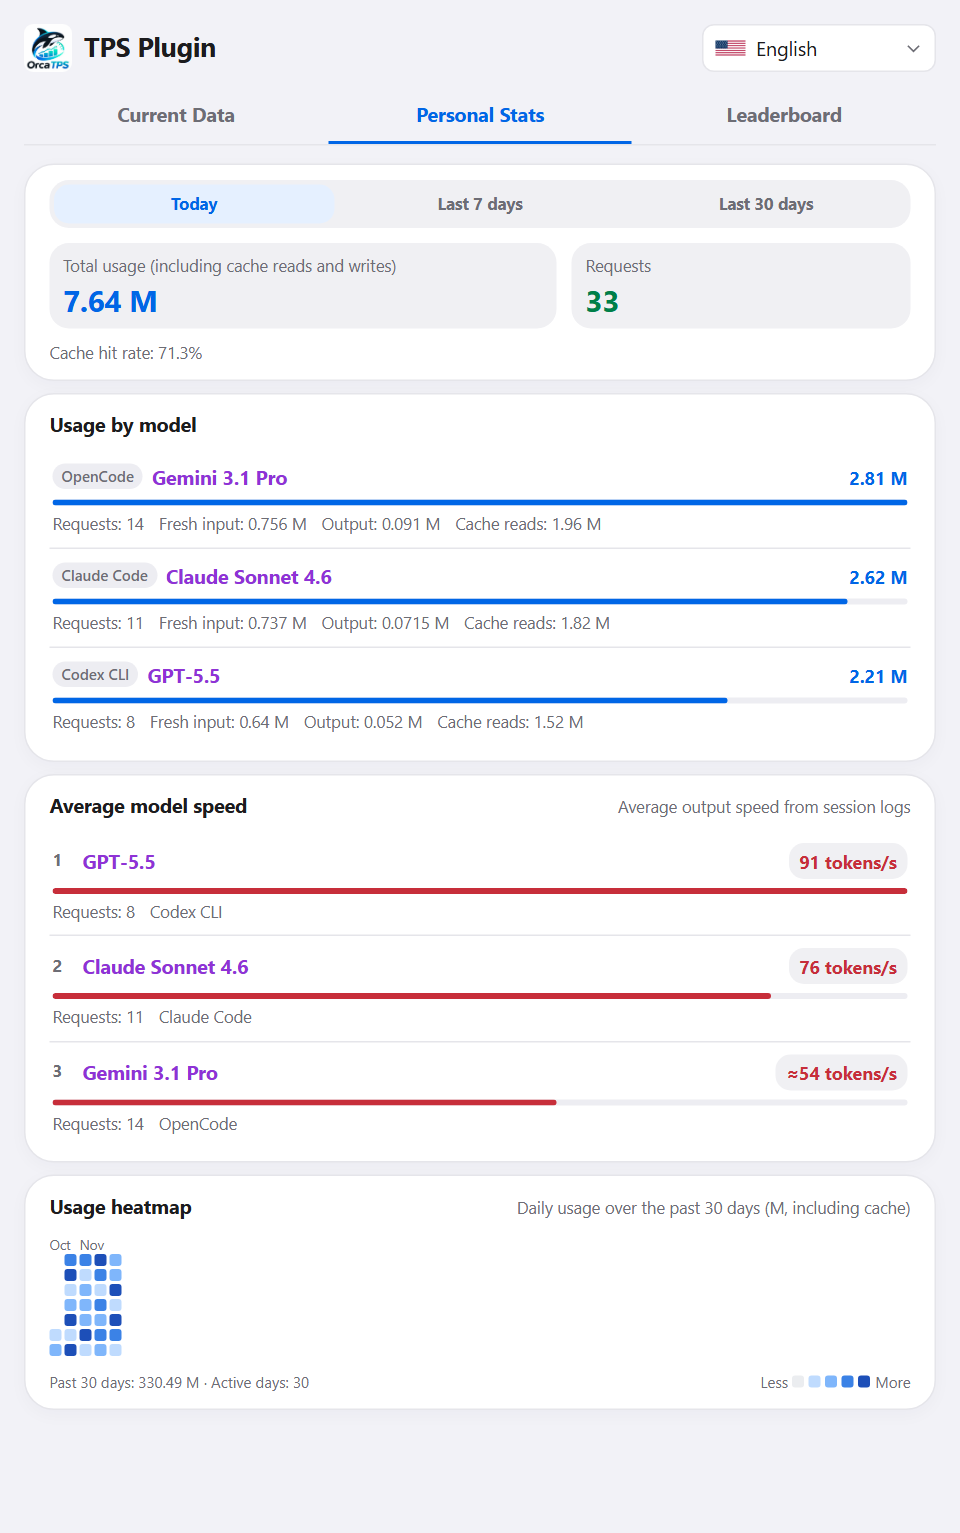 OrcaTPS
TPS Plugin
English
Current Data
Personal Stats
Leaderboard
Today
Last 7 days
Last 30 days
Total usage (including cache reads and writes)
7.64 M
Requests
33
Cache hit rate: 71.3%
Usage by model
OpenCode Gemini 3.1 Pro 2.81 M
Requests: 14 Fresh input: 0.756 M Output: 0.091 M Cache reads: 1.96 M
Claude Code Claude Sonnet 4.6 2.62 M
Requests: 11 Fresh input: 0.737 M Output: 0.0715 M Cache reads: 1.82 M
Codex CLI GPT-5.5 2.21 M
Requests: 8 Fresh input: 0.64 M Output: 0.052 M Cache reads: 1.52 M
Average model speed Average output speed from session logs
1 GPT-5.5 91 tokens/s
Requests: 8 Codex CLI
2 Claude Sonnet 4.6 76 tokens/s
Requests: 11 Claude Code
3 Gemini 3.1 Pro ≈54 tokens/s
Requests: 14 OpenCode
Usage heatmap Daily usage over the past 30 days (M, including cache)
Oct Nov
Past 30 days: 330.49 M · Active days: 30
Less More